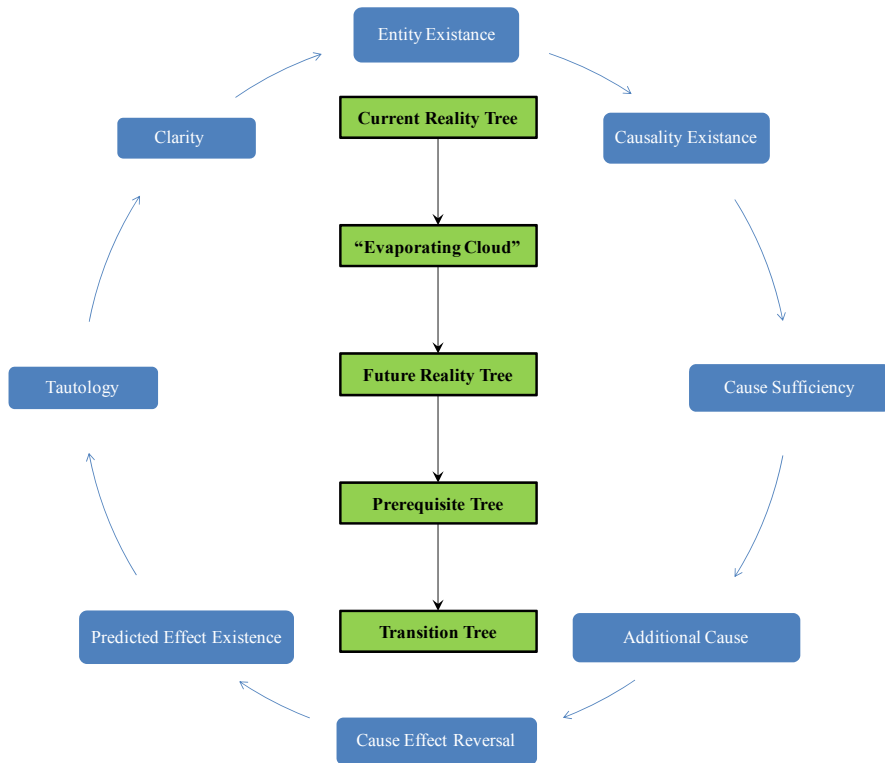 Entity Existance
Current Reality Tree
Clarity
Causality Existance
“Evaporating Cloud”
Future Reality Tree
Tautology
Cause Sufficiency
Prerequisite Tree
Predicted Effect Existence
Transition Tree
Additional Cause
Cause Effect Reversal